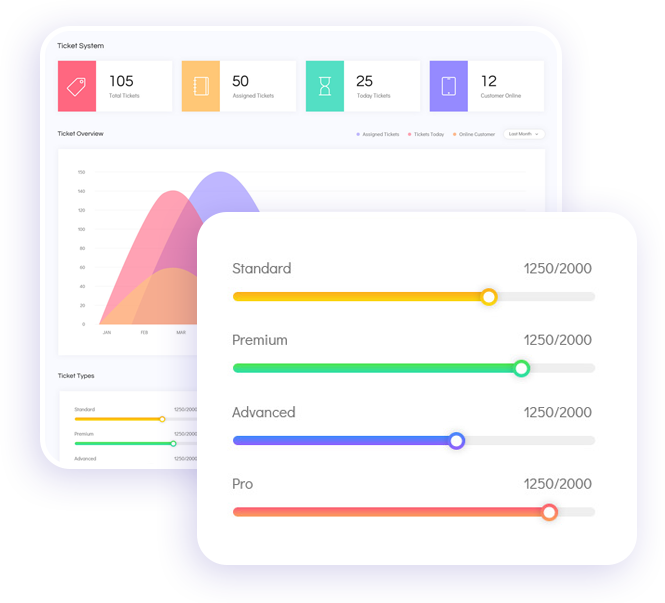 Ticket System
105
Total Tickets
50
Assigned Tickets
25
Today Tickets
12
Customer Online
Ticket Overview
Assigned Tickets
Tickets Today
Online Customer
Last Month
150
140
120
100
80
60
40
20
0
JAN
FEB
MAR
Ticket Types
Standard 1250/2000
Premium 1250/2000
Advanced 1250/2000
Standard 1250/2000
Premium 1250/2000
Advanced 1250/2000
Pro 1250/2000